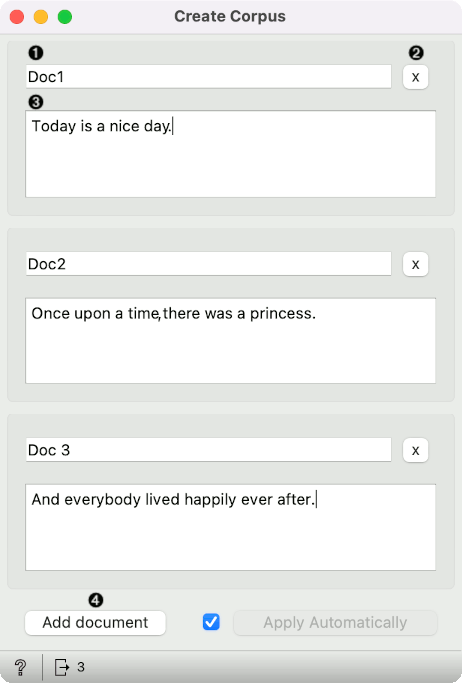 Create Corpus
❶ ❷
Doc1 x
❸
Today is a nice day.
Doc2 x
Once upon a time,there was a princess.
Doc 3 x
And everybody lived happily ever after.
❹
Add document Apply Automatically
? 3